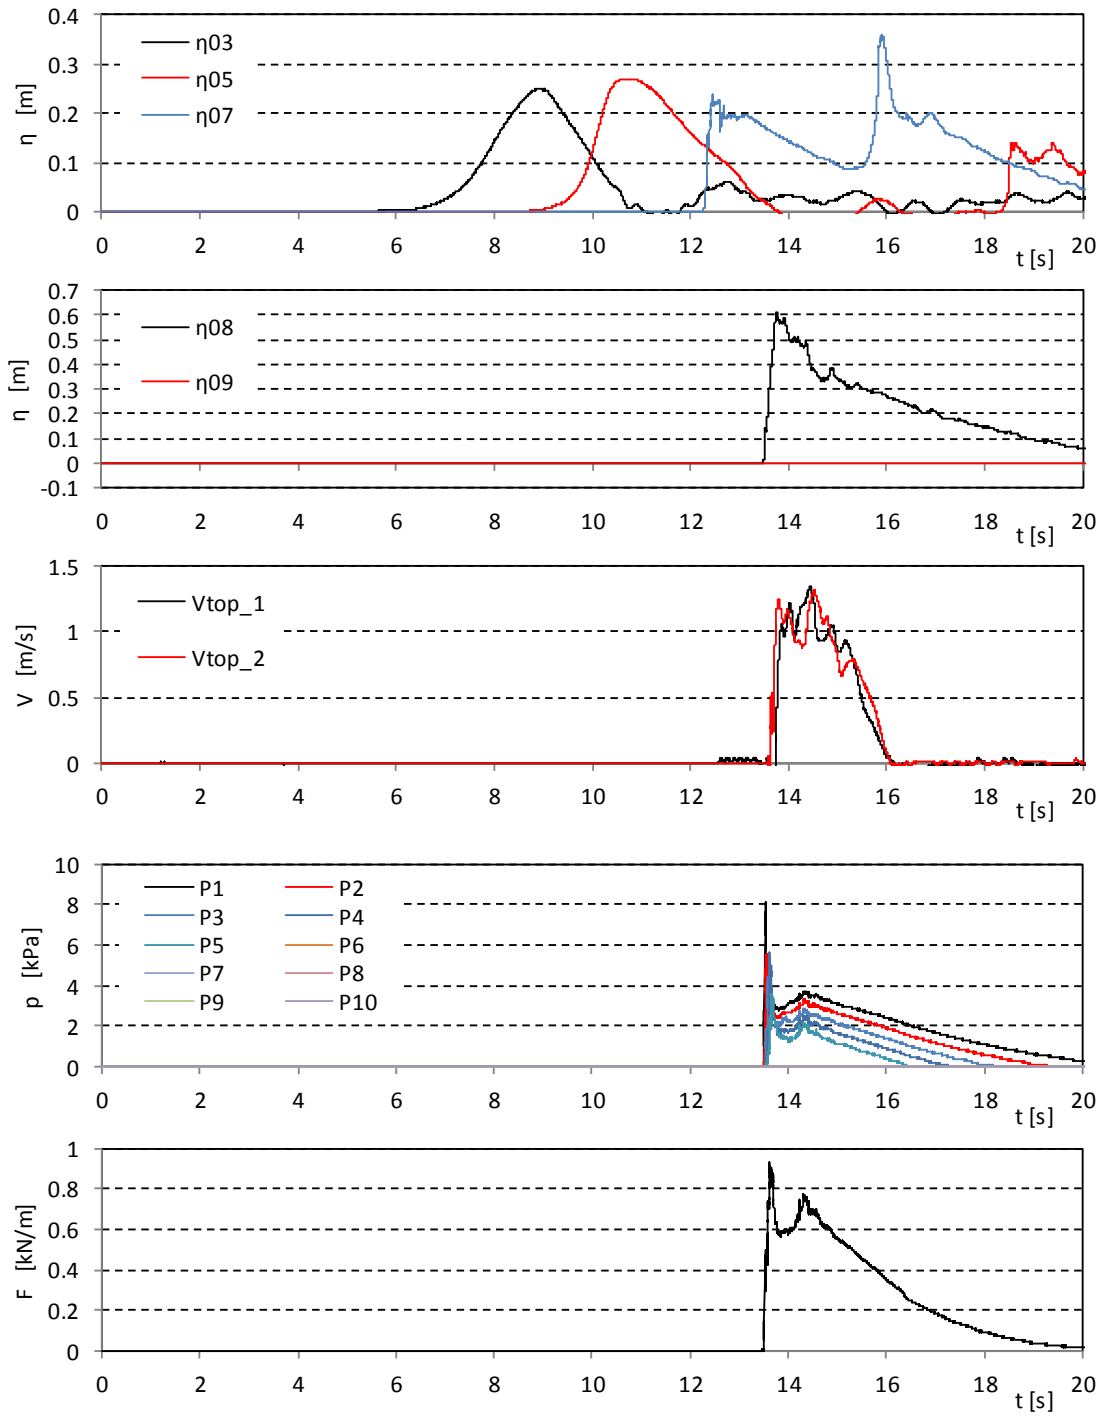 0.4
0.3
0.2
0.1
0
η [m]
η03
η05
η07
0 2 4 6 8 10 12 14 16 18 20
t [s]
0.7
0.6
0.5
0.4
0.3
0.2
0.1
0
-0.1
η [m]
η08
η09
0 2 4 6 8 10 12 14 16 18 20
t [s]
1.5
1
0.5
0
V [m/s]
Vtop_1
Vtop_2
0 2 4 6 8 10 12 14 16 18 20
t [s]
10
8
6
4
2
0
p [kPa]
P1 P2
P3 P4
P5 P6
P7 P8
P9 P10
0 2 4 6 8 10 12 14 16 18 20
t [s]
1
0.8
0.6
0.4
0.2
0
F [kN/m]
0 2 4 6 8 10 12 14 16 18 20
t [s]